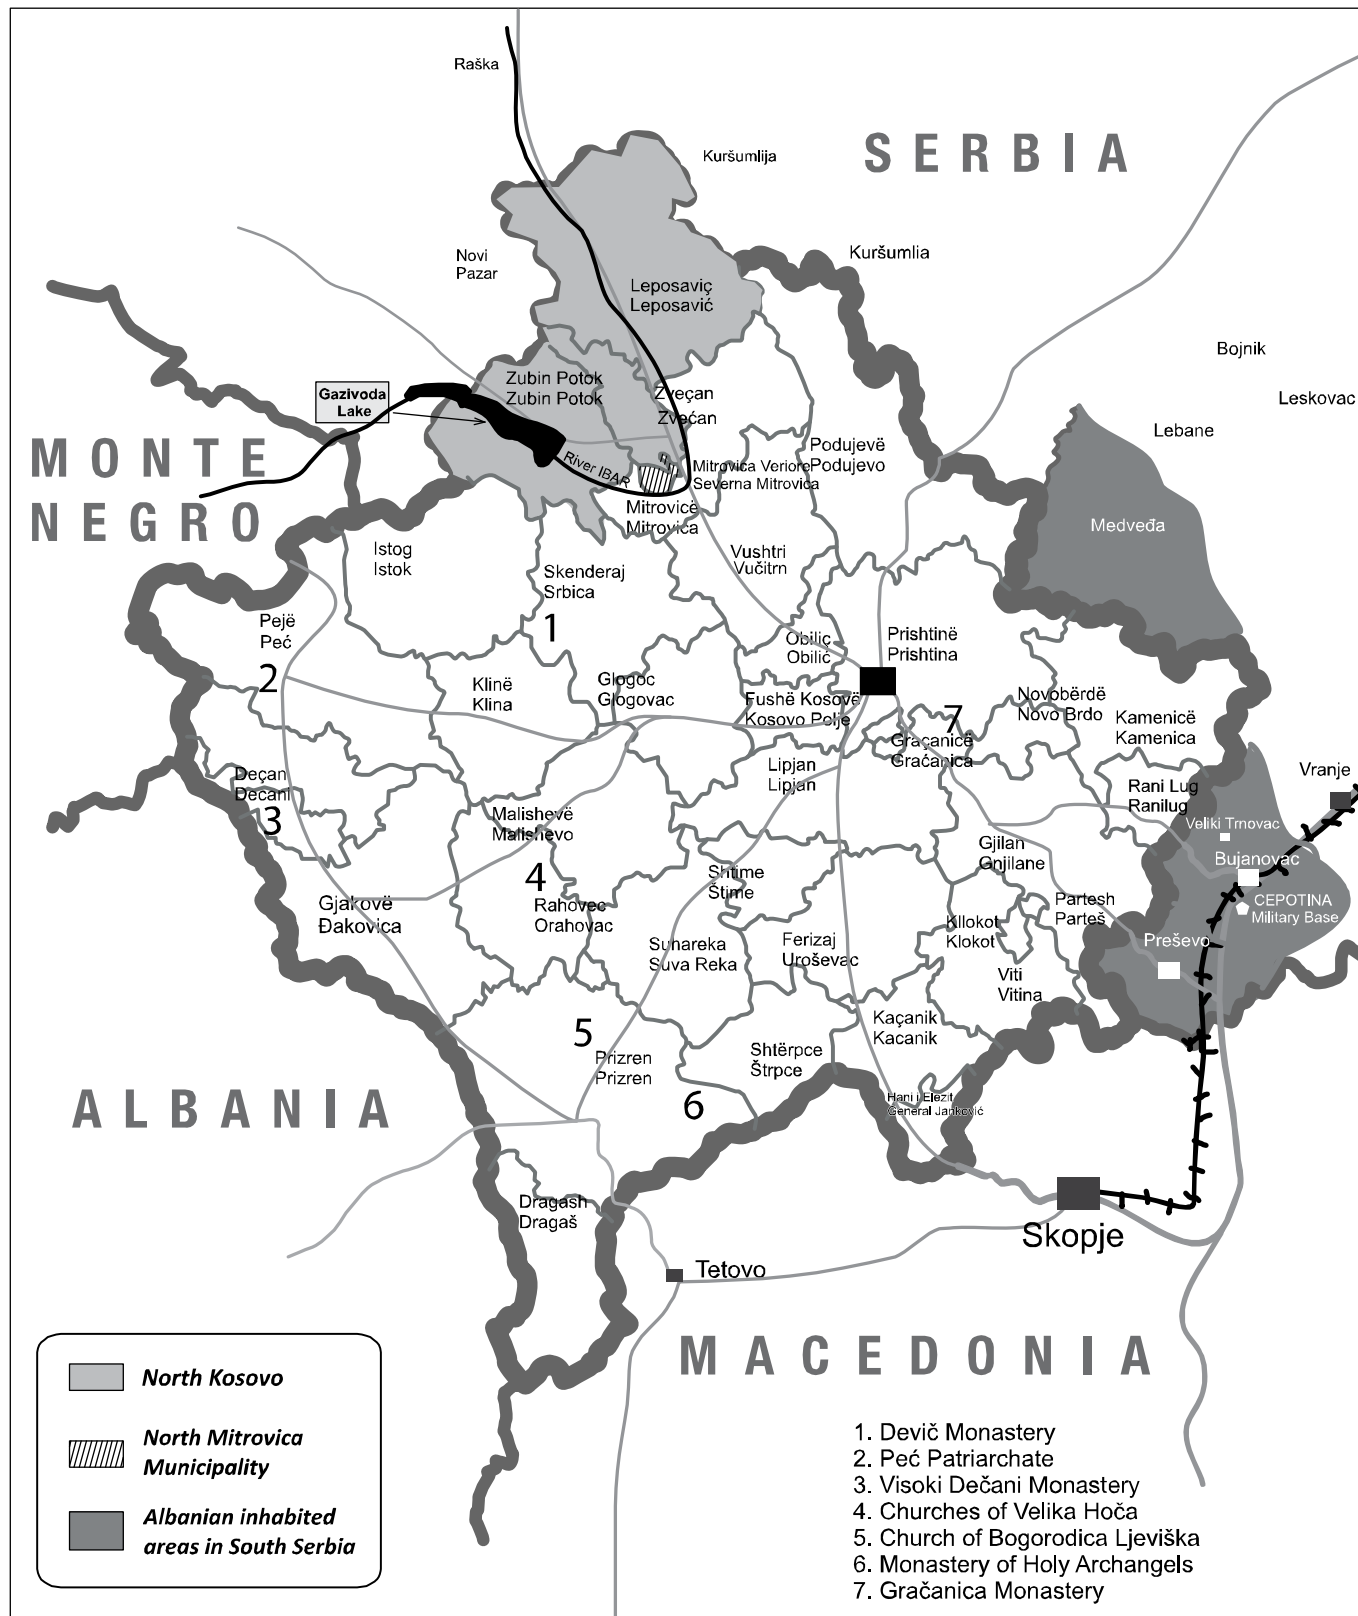 Raška
SERBIA
Kuršumlija
Kuršumlia
Novi
Pazar
Leposaviç
Leposavić
Bojnik
Leskovac
Lebane
Medveđa
Gazivoda
Lake
Zubin Potok
Zubin Potok
Zveçan
Zvećan
MONTE
NEGRO
River IBAR
Mitrovica Veriore
Severna Mitrovica
Podujevë
Podujevo
Mitrovicë
Mitrovica
Istog
Istok
Skenderaj
Srbica
1
Vushtri
Vučitrn
Pejë
Peć
2
Obiliç
Obilić
Prishtinë
Prishtina
Klinë
Klina
Glogoc
Glogovac
Fushë Kosovë
Kosovo Polje
7
Graçanicë
Gračanica
Novobërdë
Novo Brdo
Kamenicë
Kamenica
Deçan
Decani
3
Lipjan
Lipjan
Rani Lug
Ranilug
Vranje
Malishevë
Malishevo
4
Veliki Trnovac
Bujanovac
Gjilan
Gnjilane
Shtime
Štime
Gjakovë
Đakovica
Rahovec
Orahovac
Partesh
Parteš
CEPOTINA
Military Base
Kllokot
Klokot
Preševo
Suhareka
Suva Reka
Ferizaj
Uroševac
Viti
Vitina
5
Kaçanik
Kacanik
Prizren
Prizren
Shtërpce
Štrpce
6
Hani i Elezit
General Janković
ALBANIA
Dragash
Dragaš
Skopje
Tetovo
MACEDONIA
North Kosovo
North Mitrovica
Municipality
Albanian inhabited
areas in South Serbia
1. Devič Monastery
2. Peć Patriarchate
3. Visoki Dečani Monastery
4. Churches of Velika Hoča
5. Church of Bogorodica Ljeviška
6. Monastery of Holy Archangels
7. Gračanica Monastery